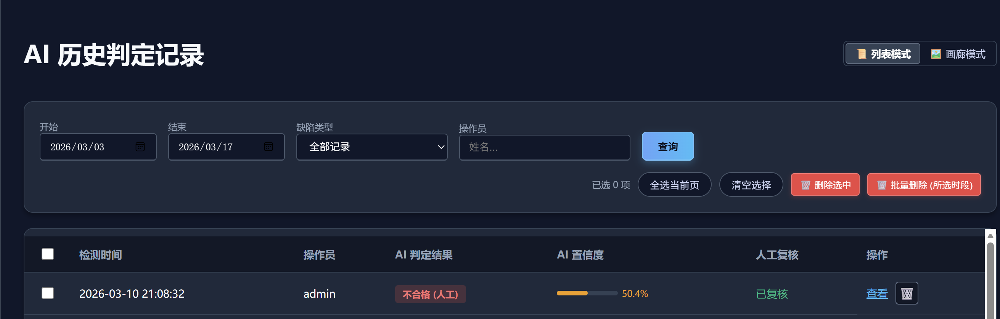 AI 历史判定记录
📜 列表模式
🖼️ 画廊模式
开始
结束
缺陷类型
操作员
2026/03/03
2026/03/17
全部记录
姓名...
查询
已选 0 项
全选当前页
清空选择
🗑️ 删除选中
🗑️ 批量删除 (所选时段)
检测时间 操作员 AI 判定结果 AI 置信度 人工复核 操作
2026-03-10 21:08:32 admin 不合格 (人工) 50.4% 已复核 查看 🗑️